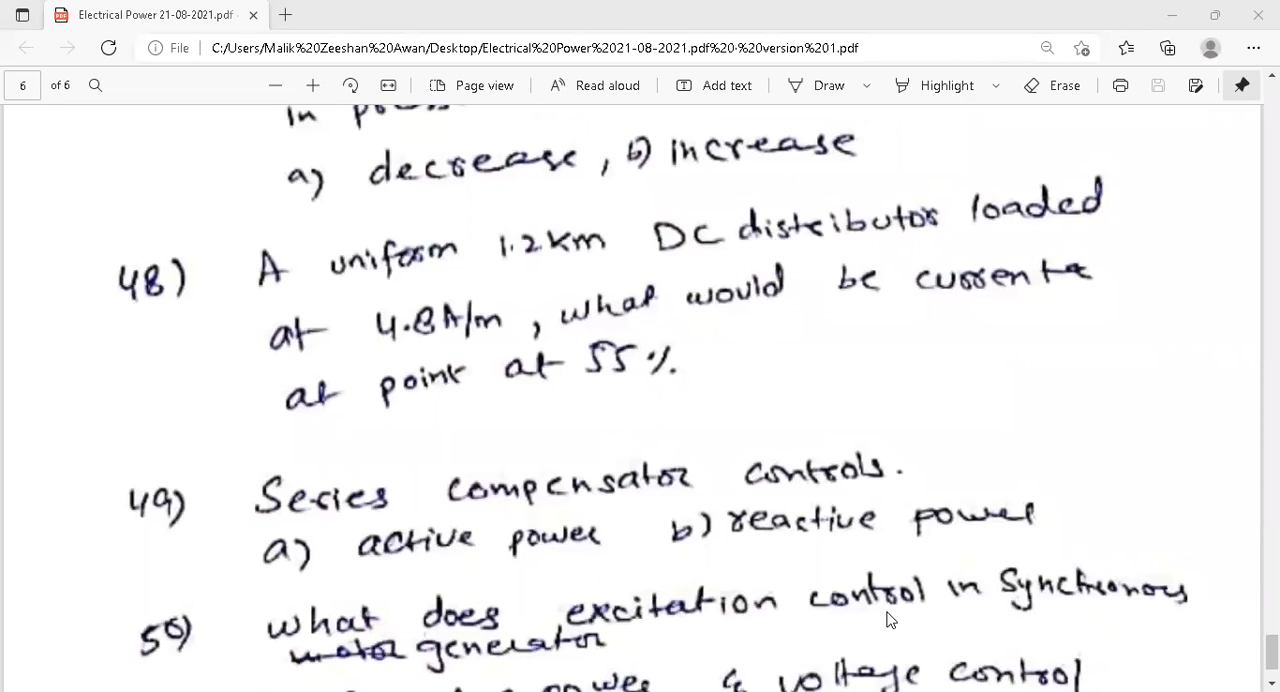 Electrical Power 21-08-2021.pdf -
File
C:/Users/Malik%20Zeeshan%20Awan/Desktop/Electrical%20Power%2021-08-2021.pdf%20-%20version%201.pdf
6 of 6
Page view
Read aloud
Add text
Draw
Highlight
Erase
in
a) decrease, b) increase
48) A uniform 1.2km DC distributor loaded
at 4.8A/m, what would be current
at point at 55%.
49) Series compensator controls.
a) active power b) reactive power
50) What does excitation control in Synchronous
motor generator
power & voltage control